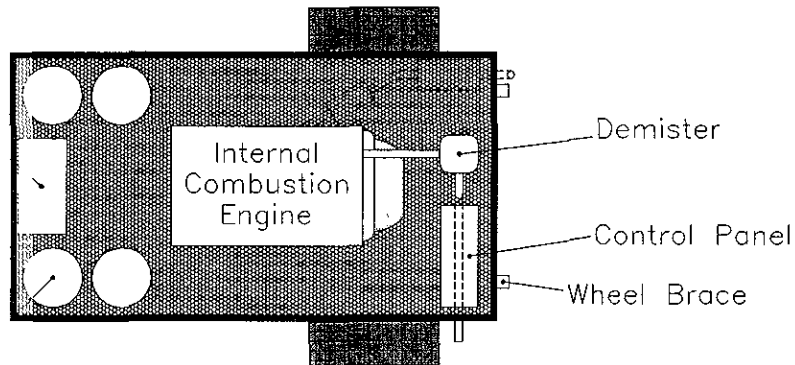 Demister
Internal
Combustion
Engine
Control Panel
Wheel Brace